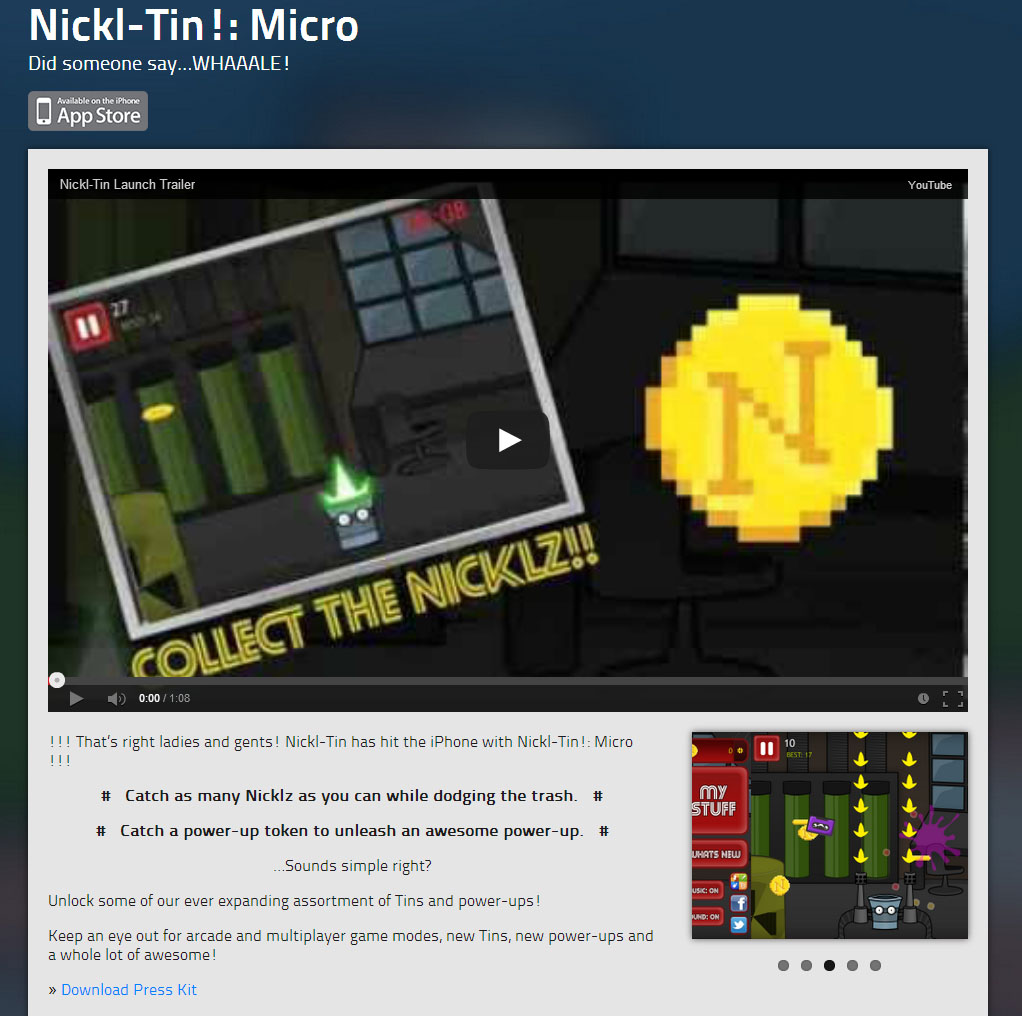 Nickl-Tin!: Micro
Did someone say...WHAAALE!
Available on the iPhone
App Store
Nickl-Tin Launch Trailer
YouTube
27
COLLECT THE NICKLZ!!
N
0:00 / 1:08
!!! That's right ladies and gents! Nickl-Tin has hit the iPhone with Nickl-Tin!: Micro
!!!
# Catch as many Nicklz as you can while dodging the trash. #
# Catch a power-up token to unleash an awesome power-up. #
...Sounds simple right?
Unlock some of our ever expanding assortment of Tins and power-ups!
Keep an eye out for arcade and multiplayer game modes, new Tins, new power-ups and
a whole lot of awesome!
» Download Press Kit
0
10
BEST: 17
MY
STUFF
WHATS NEW
USIC: ON
UND: ON